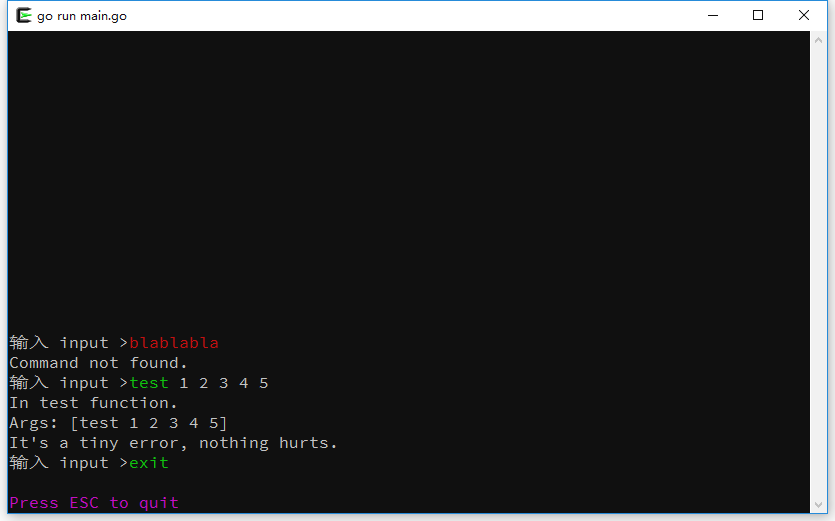 go run main.go
输入 input >blablabla
Command not found.
输入 input >test 1 2 3 4 5
In test function.
Args: [test 1 2 3 4 5]
It's a tiny error, nothing hurts.
输入 input >exit
Press ESC to quit